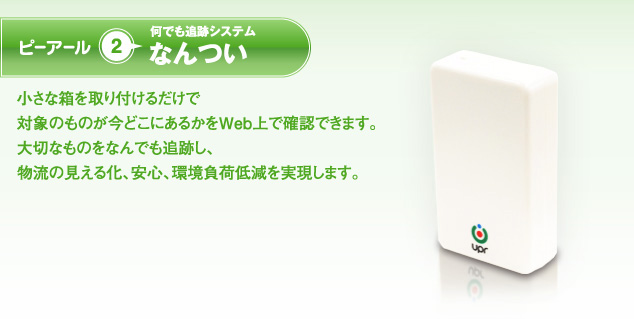 ピーアール 2
何でも追跡システム
なんつい
小さな箱を取り付けるだけで
対象のものが今どこにあるかをWeb上で確認できます。
大切なものをなんでも追跡し、
物流の見える化、安心、環境負荷低減を実現します。
upr